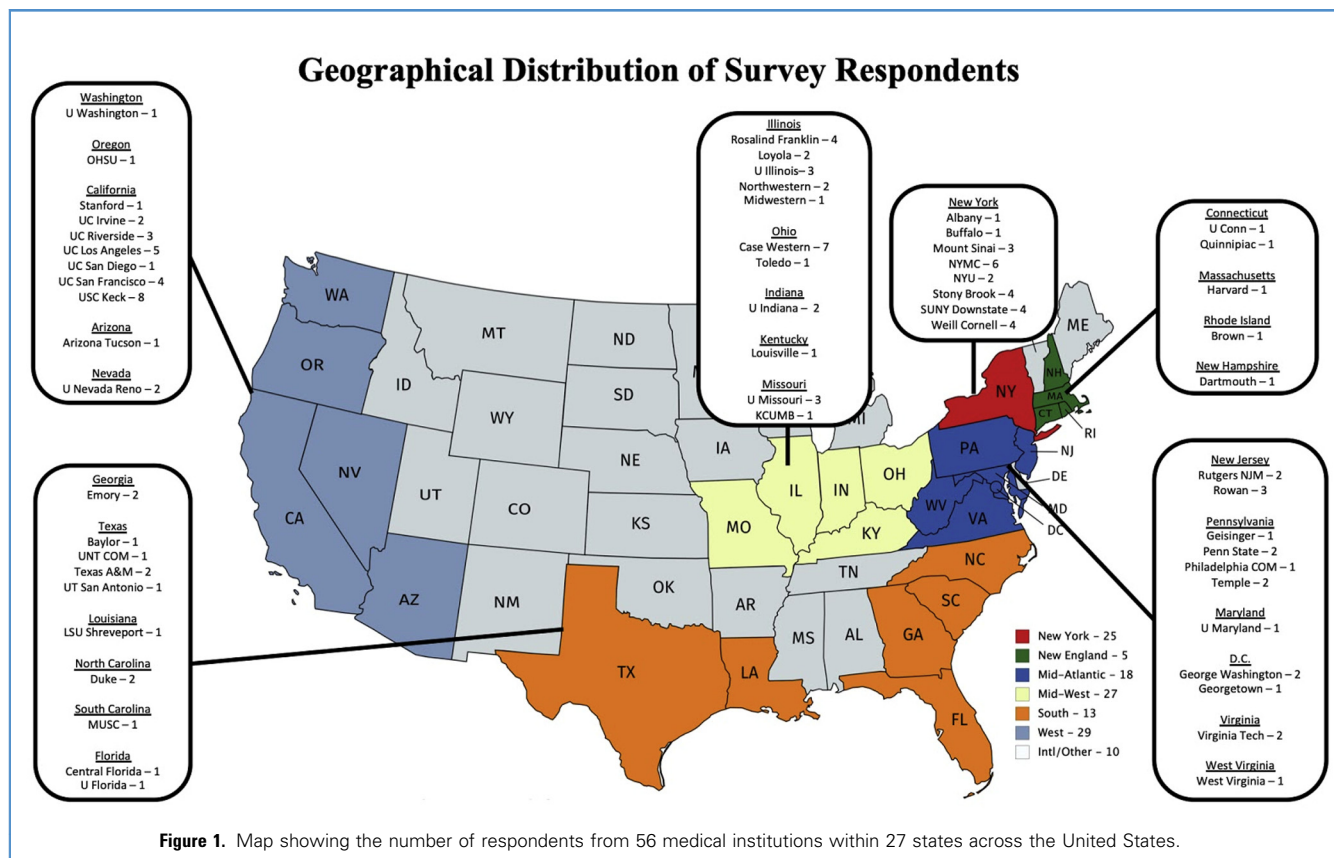 Geographical Distribution of Survey Respondents
Washington
U Washington – 1
Oregon
OHSU – 1
California
Stanford – 1
UC Irvine – 2
UC Riverside – 3
UC Los Angeles – 5
UC San Diego – 1
UC San Francisco – 4
USC Keck – 8
Arizona
Arizona Tucson – 1
Nevada
U Nevada Reno – 2
Illinois
Rosalind Franklin – 4
Loyola – 2
U Illinois– 3
Northwestern – 2
Midwestern – 1
Ohio
Case Western – 7
Toledo – 1
Indiana
U Indiana – 2
Kentucky
Louisville – 1
Missouri
U Missouri – 3
KCUMB – 1
New York
Albany – 1
Buffalo – 1
Mount Sinai – 3
NYMC – 6
NYU – 2
Stony Brook – 4
SUNY Downstate – 4
Weill Cornell – 4
Connecticut
U Conn – 1
Quinnipiac – 1
Massachusetts
Harvard – 1
Rhode Island
Brown – 1
New Hampshire
Dartmouth – 1
Georgia
Emory – 2
Texas
Baylor – 1
UNT COM – 1
Texas A&M – 2
UT San Antonio – 1
Louisiana
LSU Shreveport – 1
North Carolina
Duke – 2
South Carolina
MUSC – 1
Florida
Central Florida – 1
U Florida – 1
New Jersey
Rutgers NJM – 2
Rowan – 3
Pennsylvania
Geisinger – 1
Penn State – 2
Philadelphia COM – 1
Temple – 2
Maryland
U Maryland – 1
D.C.
George Washington – 2
Georgetown – 1
Virginia
Virginia Tech – 2
West Virginia
West Virginia – 1
WA
OR
CA
NV
ID
MT
WY
UT
AZ
CO
NM
ND
SD
NE
KS
OK
TX
IA
MO
AR
LA
IL
IN
MI
OH
KY
TN
MS
AL
GA
FL
SC
NC
VA
WV
PA
NY
ME
NH
MA
CT
RI
NJ
DE
MD
DC
New York - 25
New England - 5
Mid-Atlantic - 18
Mid-West - 27
South - 13
West - 29
Intl/Other - 10
Figure 1. Map showing the number of respondents from 56 medical institutions within 27 states across the United States.